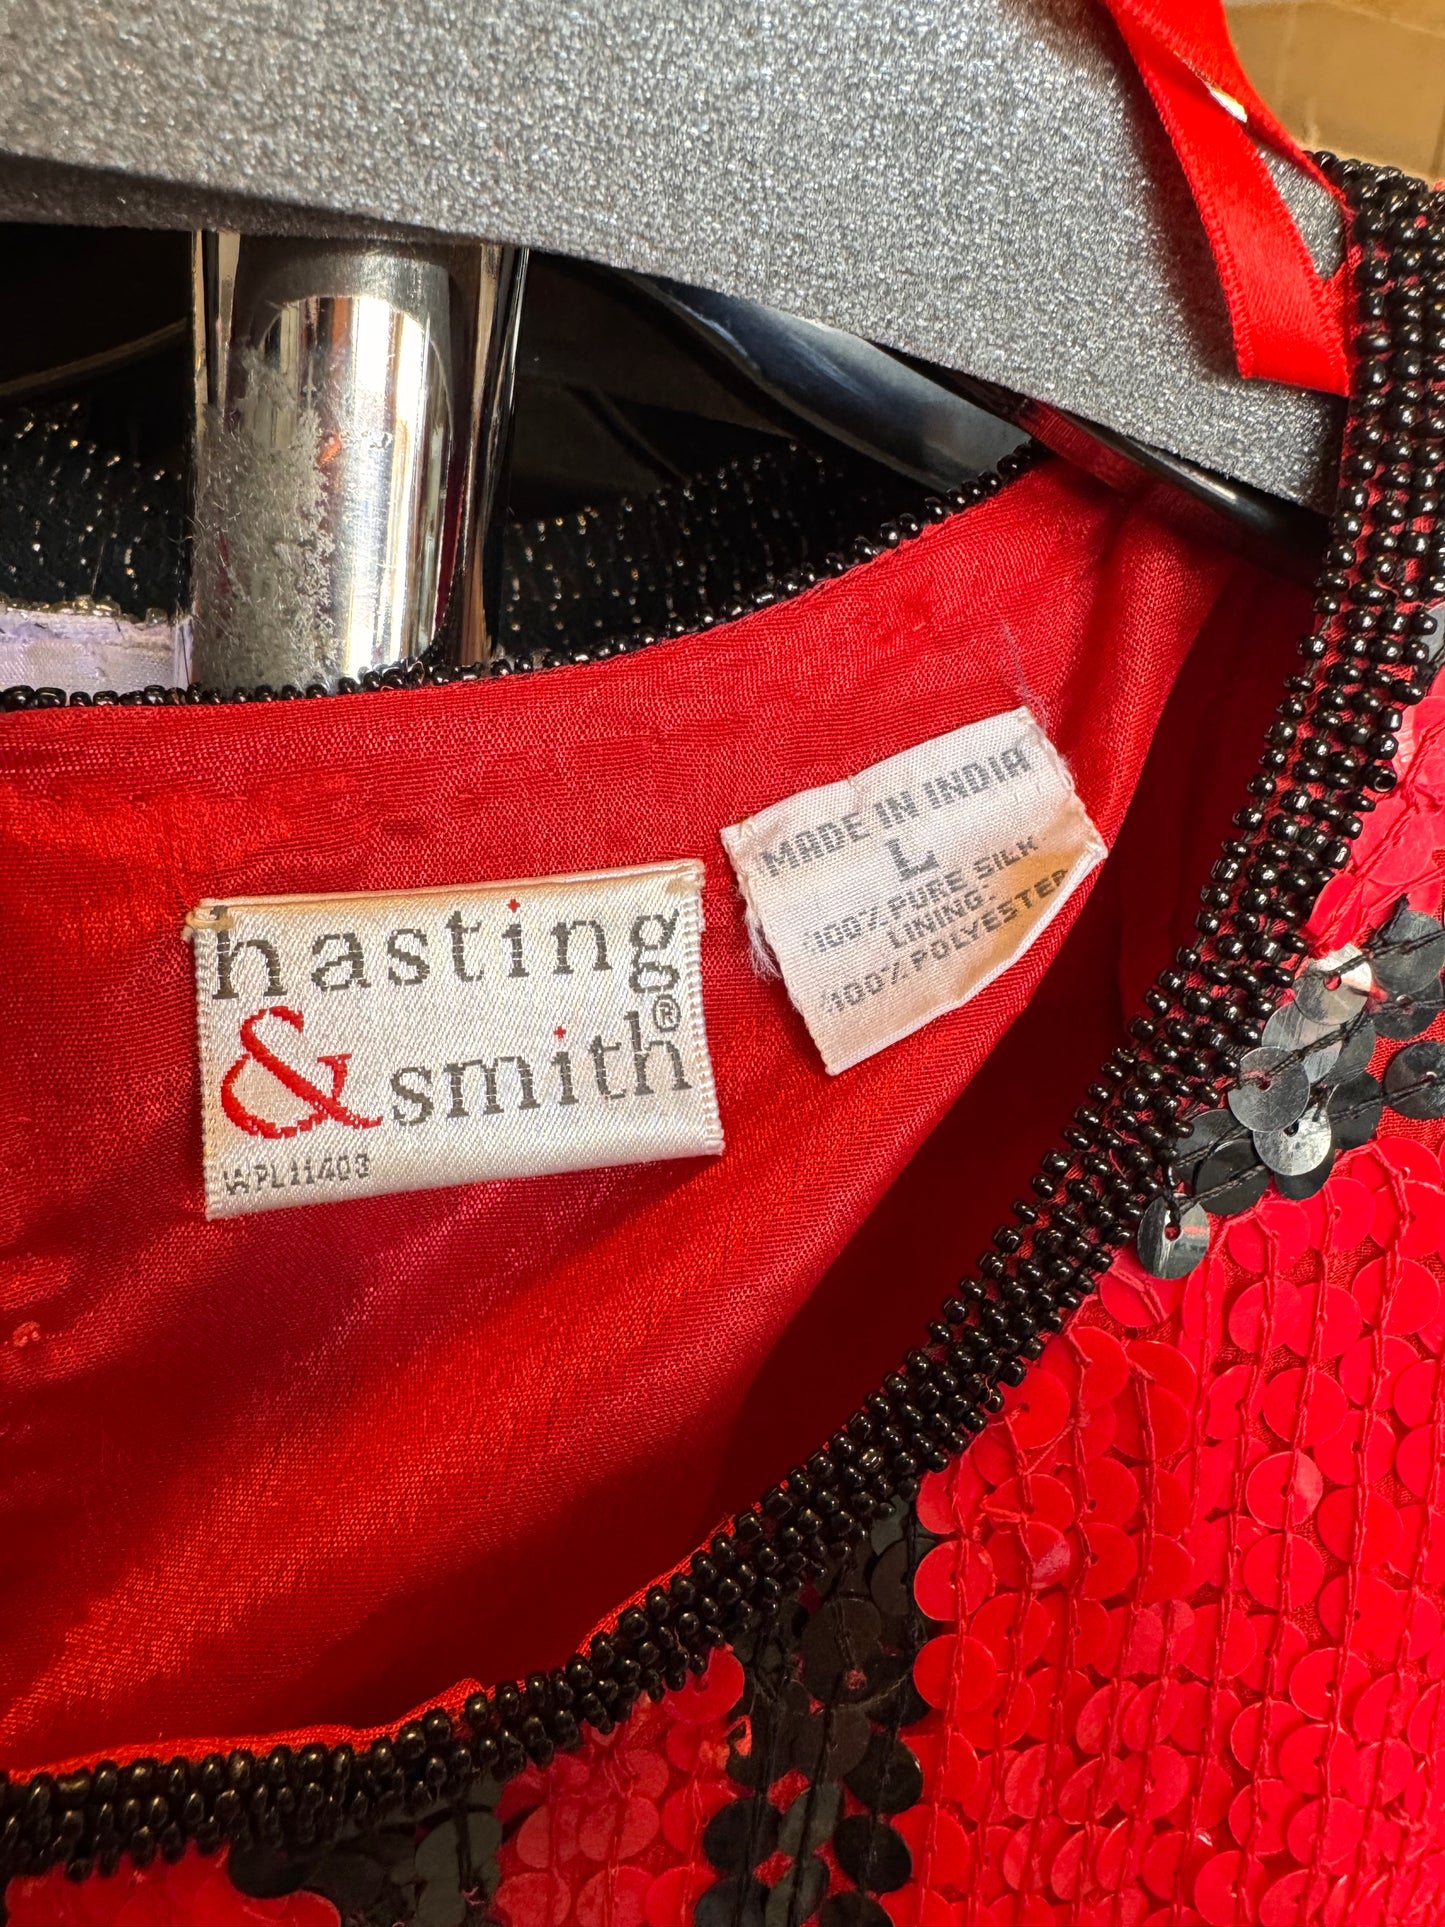 hasting
& smith®
WPL11403
MADE IN INDIA
L
100% PURE SILK
LINING:
100% POLYESTER